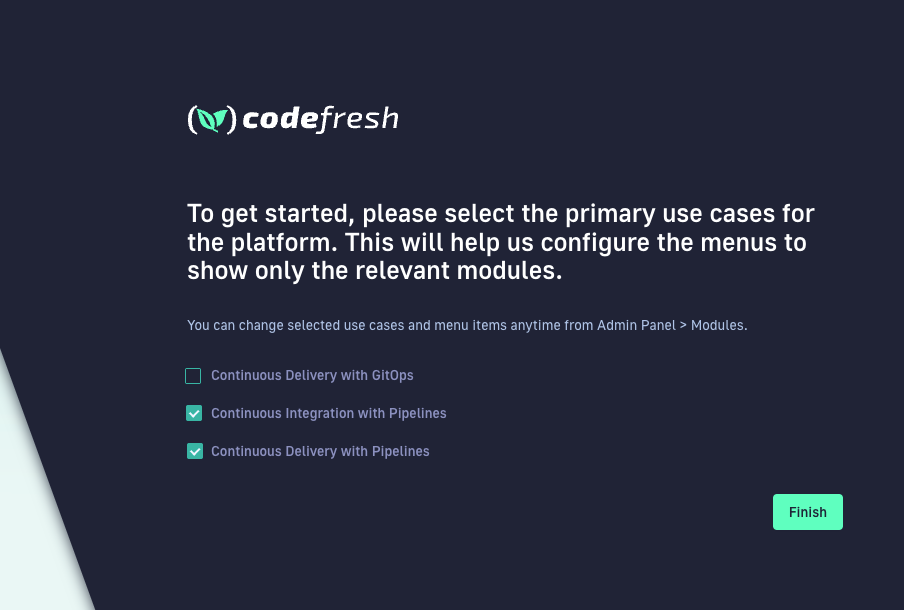 codefresh
To get started, please select the primary use cases for
the platform. This will help us configure the menus to
show only the relevant modules.
You can change selected use cases and menu items anytime from Admin Panel > Modules.
Continuous Delivery with GitOps
Continuous Integration with Pipelines
Continuous Delivery with Pipelines
Finish